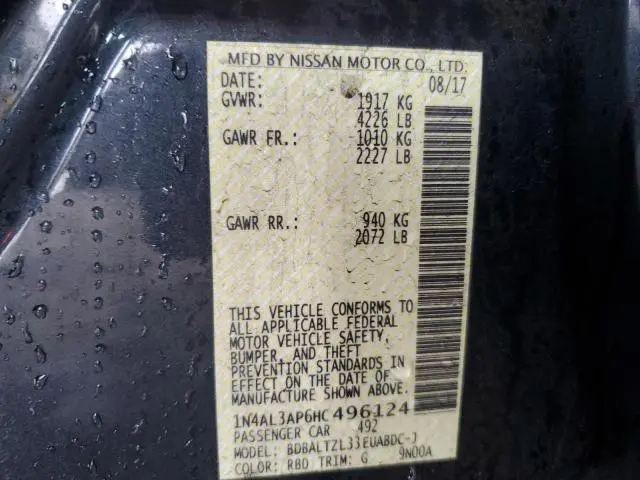 MFD BY NISSAN MOTOR CO., LTD.
DATE: 08/17
GVWR: 1917 KG
4226 LB
GAWR FR.: 1010 KG
2227 LB
GAWR RR.: 940 KG
2072 LB
THIS VEHICLE CONFORMS TO
ALL APPLICABLE FEDERAL
MOTOR VEHICLE SAFETY,
BUMPER, AND THEFT
PREVENTION STANDARDS IN
EFFECT ON THE DATE OF
MANUFACTURE SHOWN ABOVE.
1N4AL3AP6HC496124
PASSENGER CAR 492
MODEL: BDBALTZL33EUABDC-J
COLOR: RBD TRIM: G 9N00A